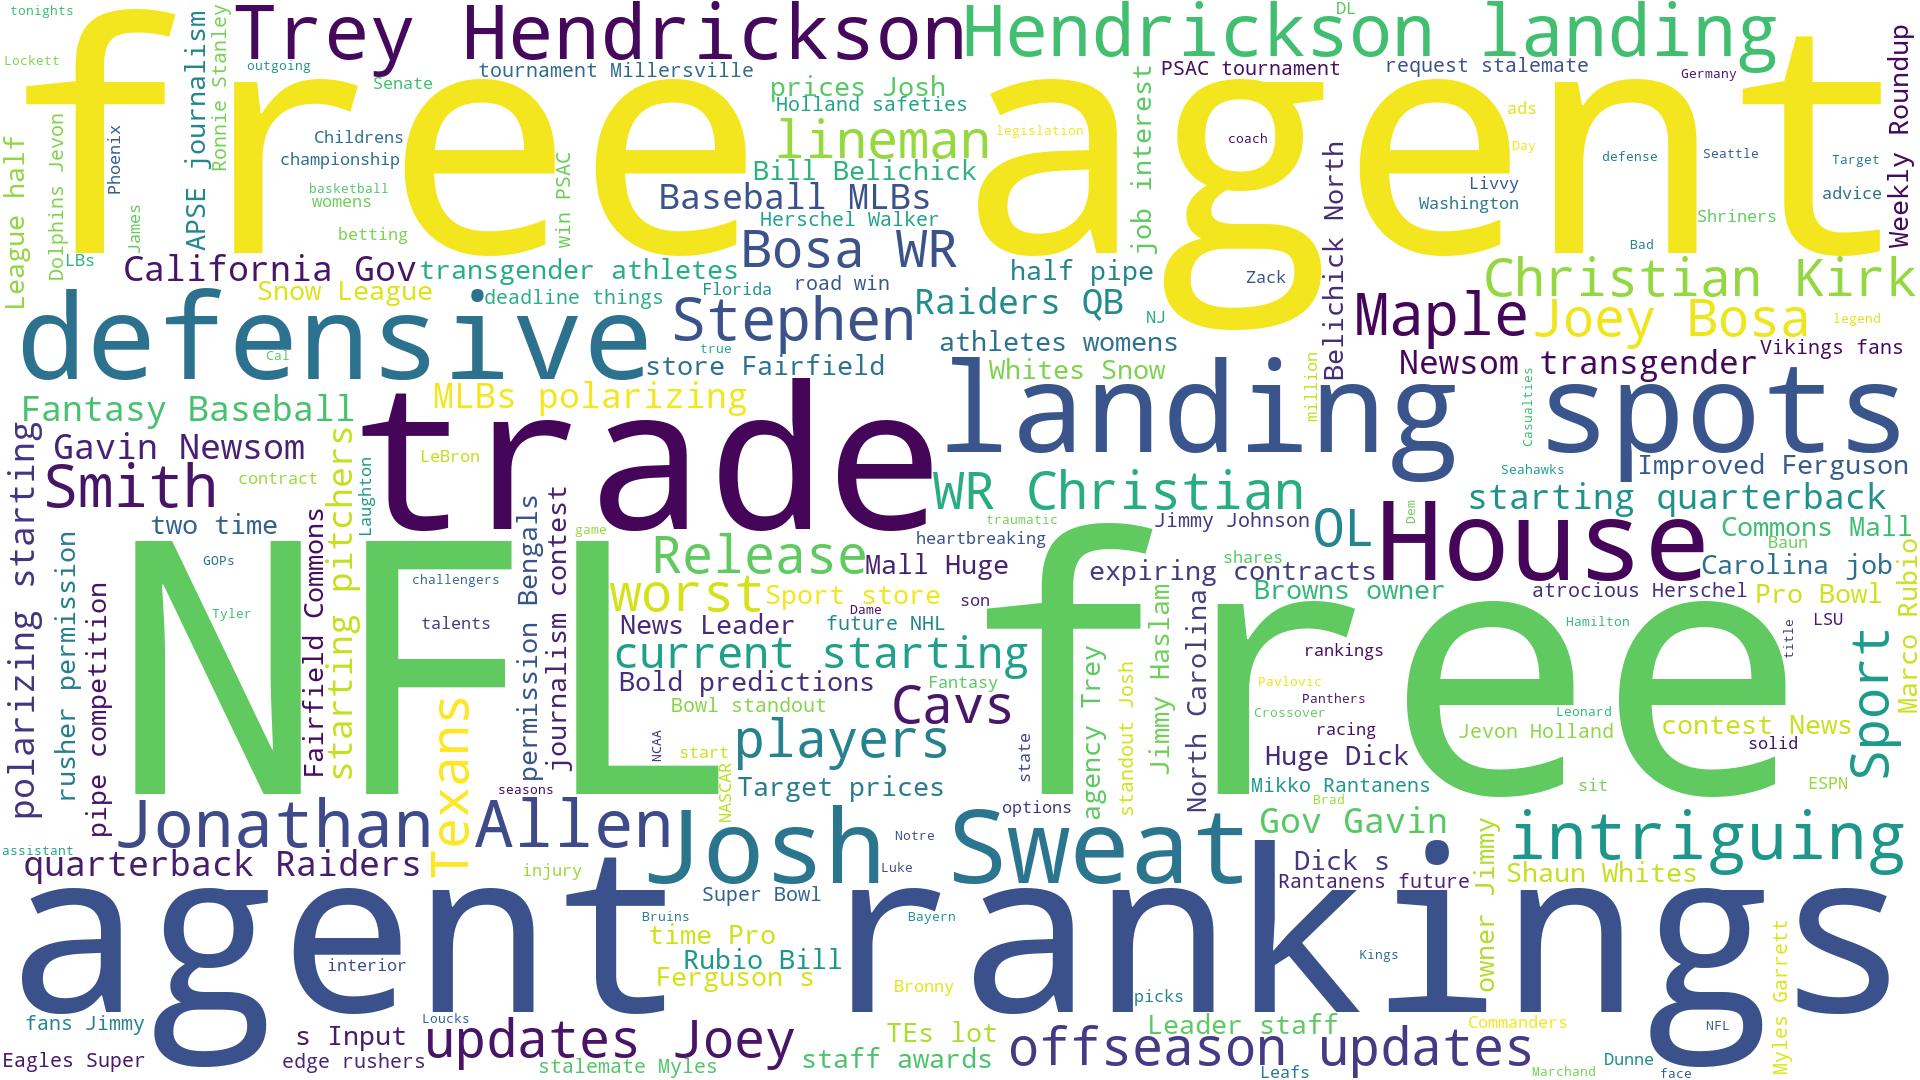 tonights
Lockett
free agent
Trey Hendrickson
Hendrickson landing
DL
outgoing
Senate
tournament Millersville
prices Josh
Holland safeties
lineman
legislation
PSAC tournament
request stalemate
Germany
ads
Day
coach
defense
Seattle
Target
advice
Livvy
Washington
Shriners
Bad
Weekly Roundup
League half
Dolphins Jevon
Phoenix
James
APSE journalism
Ronnie Stanley
Childrens
championship
basketball
womens
betting
win PSAC
Bill Belichick
Baseball MLBs
Herschel Walker
Bosa WR
job interest
Belichick North
LBs
California Gov
transgender athletes
half pipe
Zack
Christian Kirk
Snow League
deadline things
Florida
road win
Raiders QB
NJ
Maple
Joey Bosa
legend
defensive
Cal
Stephen
true
athletes womens
store Fairfield
Whites Snow
million
Newsom transgender
Vikings fans
landing spots
Casualties
Fantasy Baseball
MLBs polarizing
trade
Gavin Newsom
Smith
contract
LeBron
Laughton
starting pitchers
polarizing starting
WR Christian
Seahawks
Improved Ferguson
starting quarterback
two time
game
heartbreaking
traumatic
Jimmy Johnson
OL
Dem
House
Commons Mall
Baun
Carolina job
Marco Rubio
NFL free
GOPs
Tyler
challengers
talents
rusher permission
pipe competition
Fairfield Commons
permission Bengals
journalism contest
Release
Mall Huge
shares
expiring contracts
Browns owner
atrocious Herschel
Pro Bowl
worst
Sport store
Dame
son
News Leader
future NHL
current starting
Bold predictions
Fantasy
Bowl standout
Cavs
players
start
NCAA
NASCAR
Target prices
state
options
agency Trey
standout Josh
Jimmy Haslam
North Carolina
rankings
Pavlovic
Panthers
Crossover
racing
Huge Dick
Mikko Rantanens
Brad
Hamilton
LSU
title
Leonard
Jevon Holland
contest News
solid
sit
ESPN
Sport
Texans
seasons
Jonathan Allen
assistant
quarterback Raiders
injury
Josh Sweat
Notre
Luke
Gov Gavin
Dick s
Rantanens future
owner Jimmy
intriguing
Shaun Whites
agent rankings
interior
Super Bowl
Bruins
Bayern
time Pro
Rubio Bill
Ferguson s
Bronny
Kings
picks
Myles Garrett
fans Jimmy
Eagles Super
s Input
edge rushers
Loucks
updates Joey
stalemate Myles
TEs lot
staff awards
Leader staff
offseason updates
Leafs
Commanders
Marchand
Dunne
face
NFL